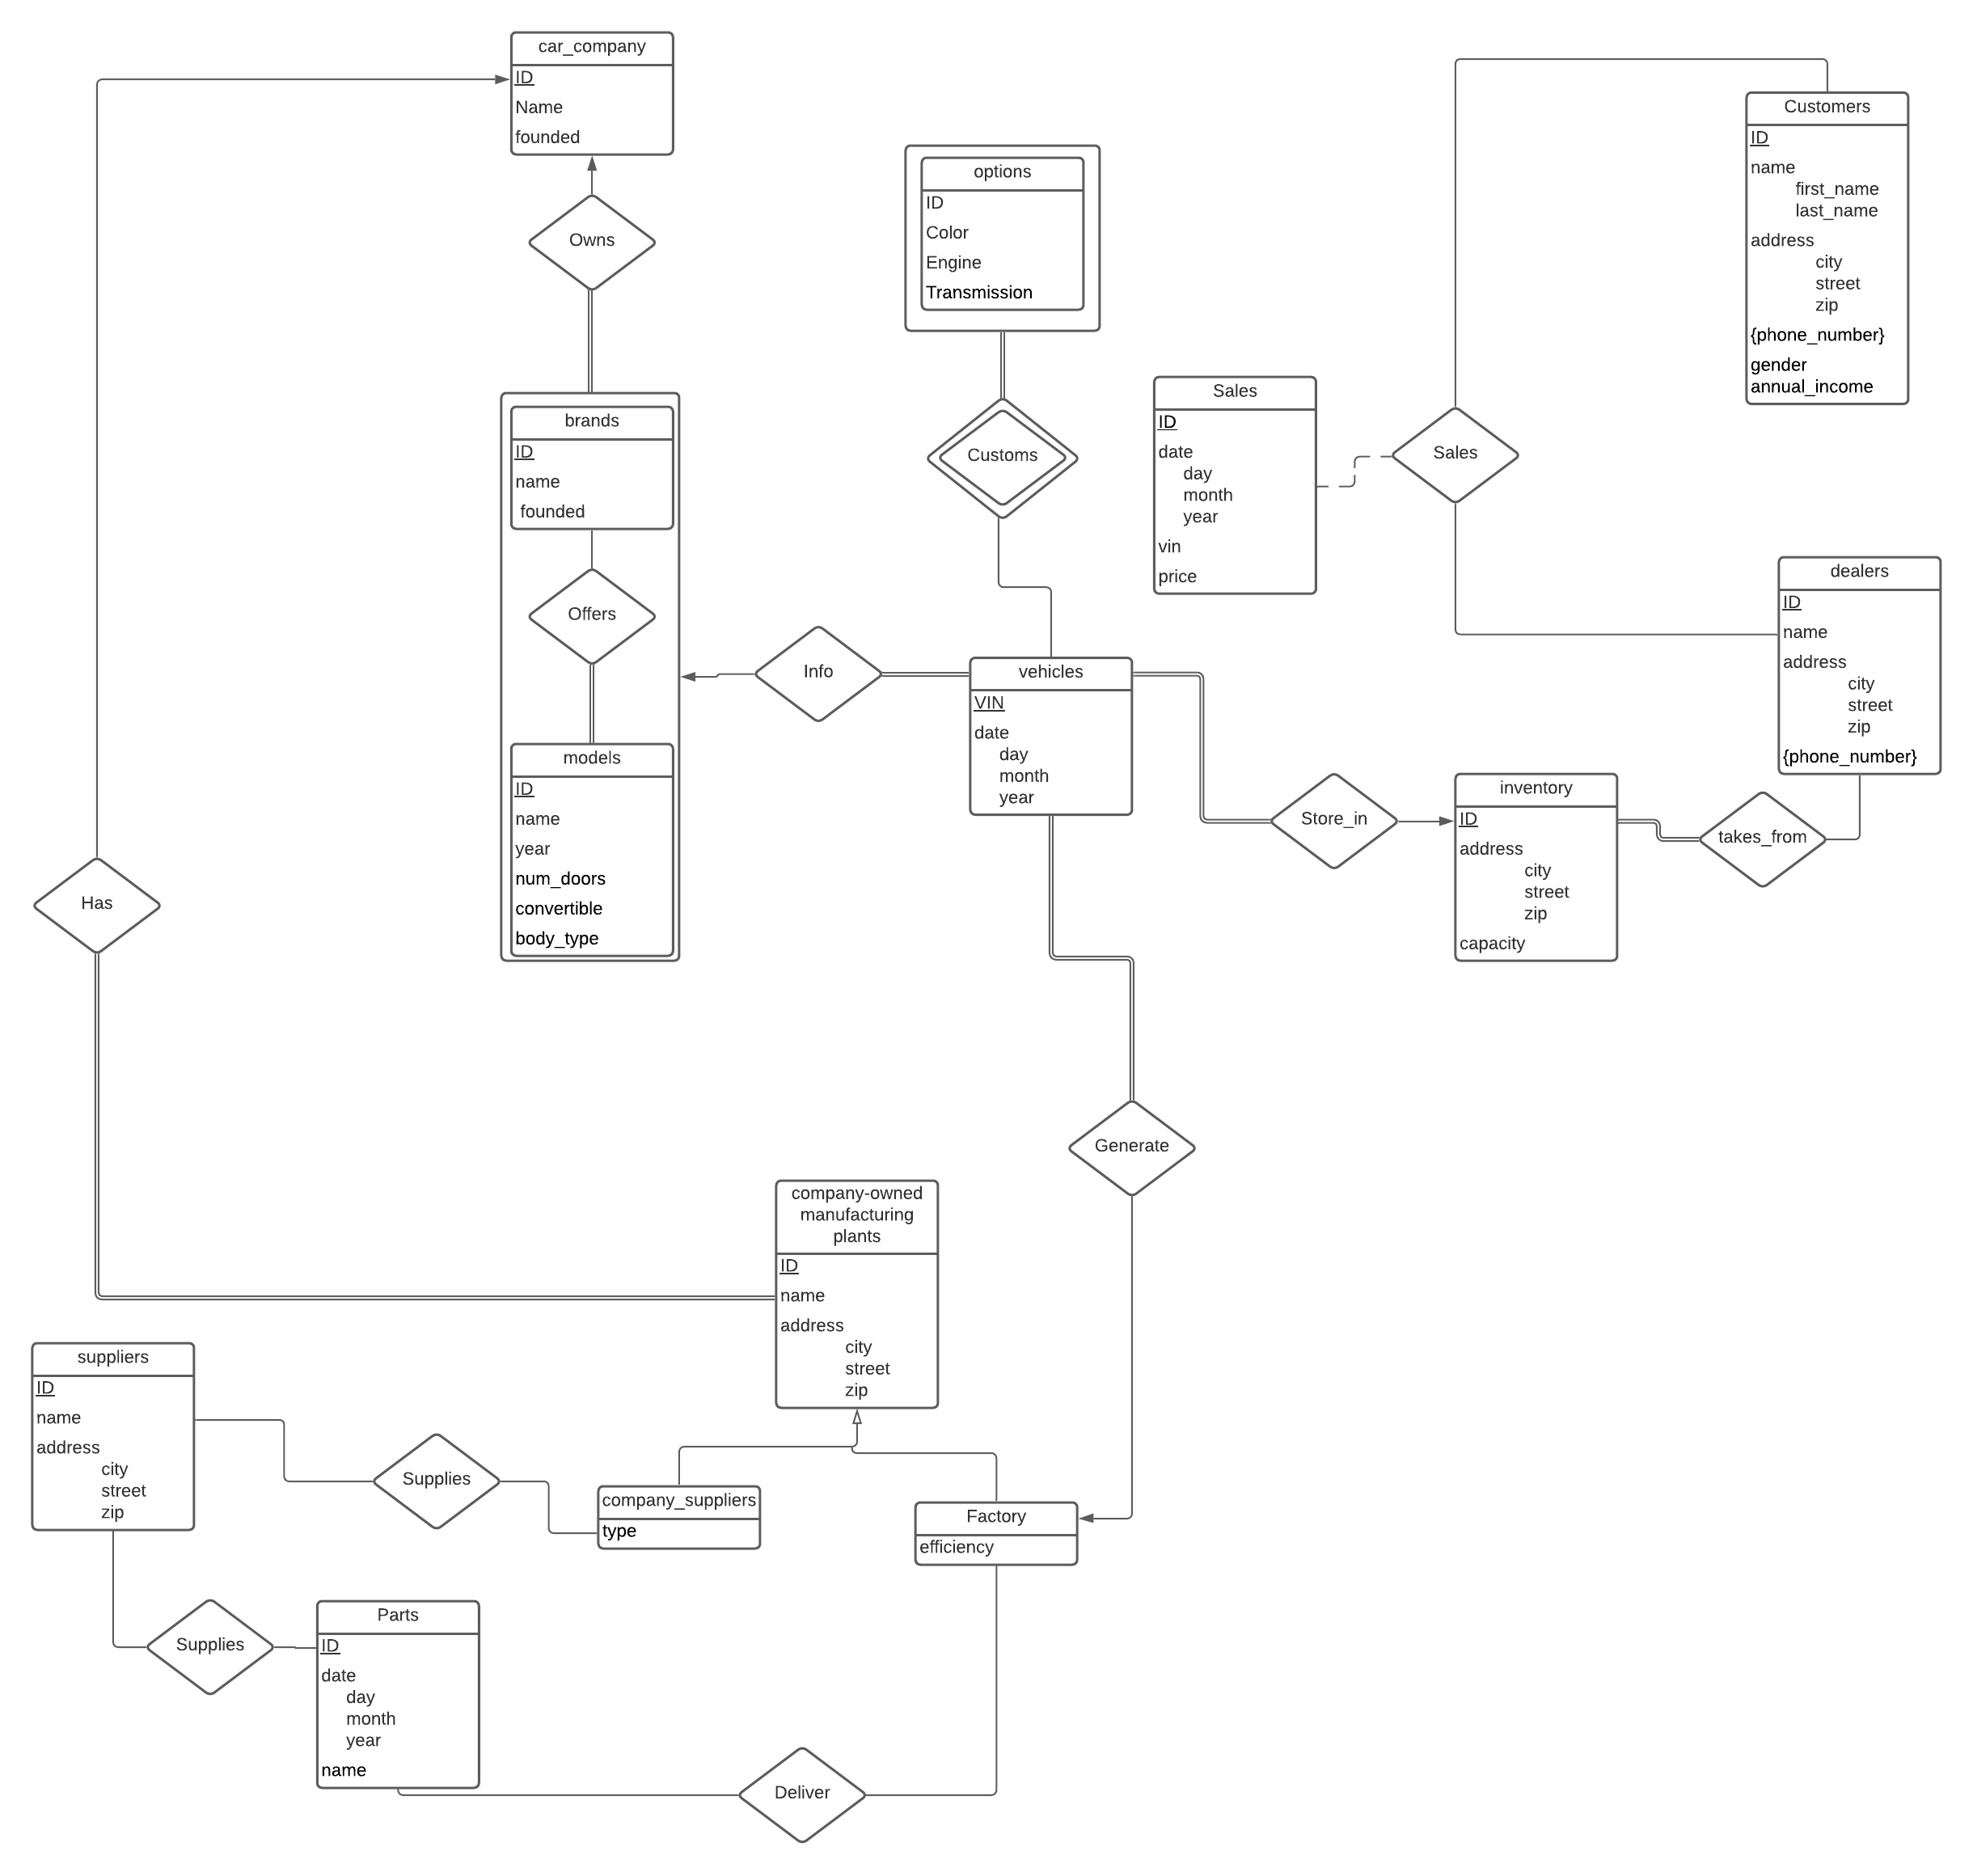 car_company
ID
Name
founded
Owns
brands
ID
name
founded
Offers
models
ID
name
year
num_doors
convertible
body_type
Has
options
ID
Color
Engine
Transmission
Customs
Info
vehicles
VIN
date
day
month
year
Sales
ID
date
day
month
year
vin
price
Sales
Customers
ID
name
first_name
last_name
address
city
street
zip
{phone_number}
gender
annual_income
dealers
ID
name
address
city
street
zip
{phone_number}
Store_in
inventory
ID
address
city
street
zip
capacity
takes_from
Generate
company-owned
manufacturing
plants
ID
name
address
city
street
zip
suppliers
ID
name
address
city
street
zip
Supplies
company_suppliers
type
Factory
efficiency
Supplies
Parts
ID
date
day
month
year
name
Deliver